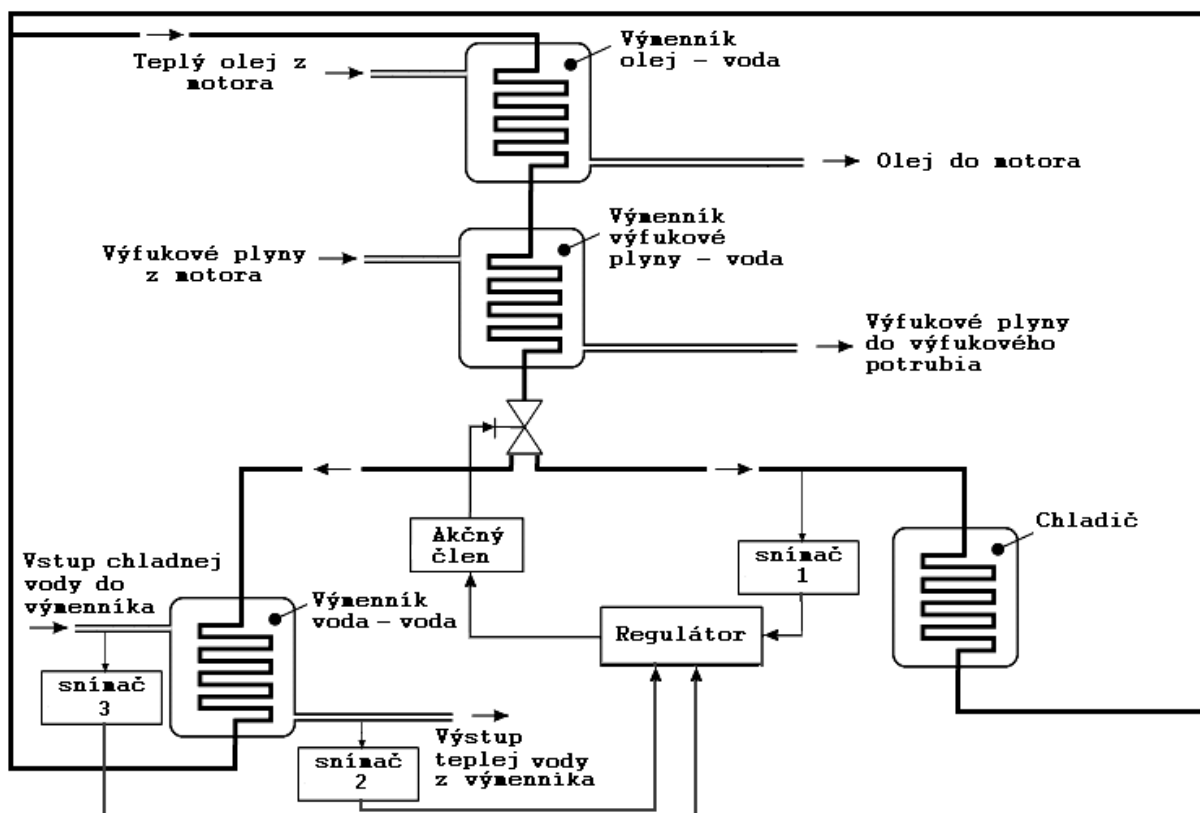 Teplý olej z
motora
Výmenník
olej - voda
Olej do motora
Výfukové plyny
z motora
Výmenník
výfukové
plyny - voda
Výfukové plyny
do výfukového
potrubia
Akčný
člen
snímač
1
Chladič
Vstup chladnej
vody do
výmenníka
Výmenník
voda - voda
Regulátor
snímač
3
snímač
2
Výstup
teplej vody
z výmennika